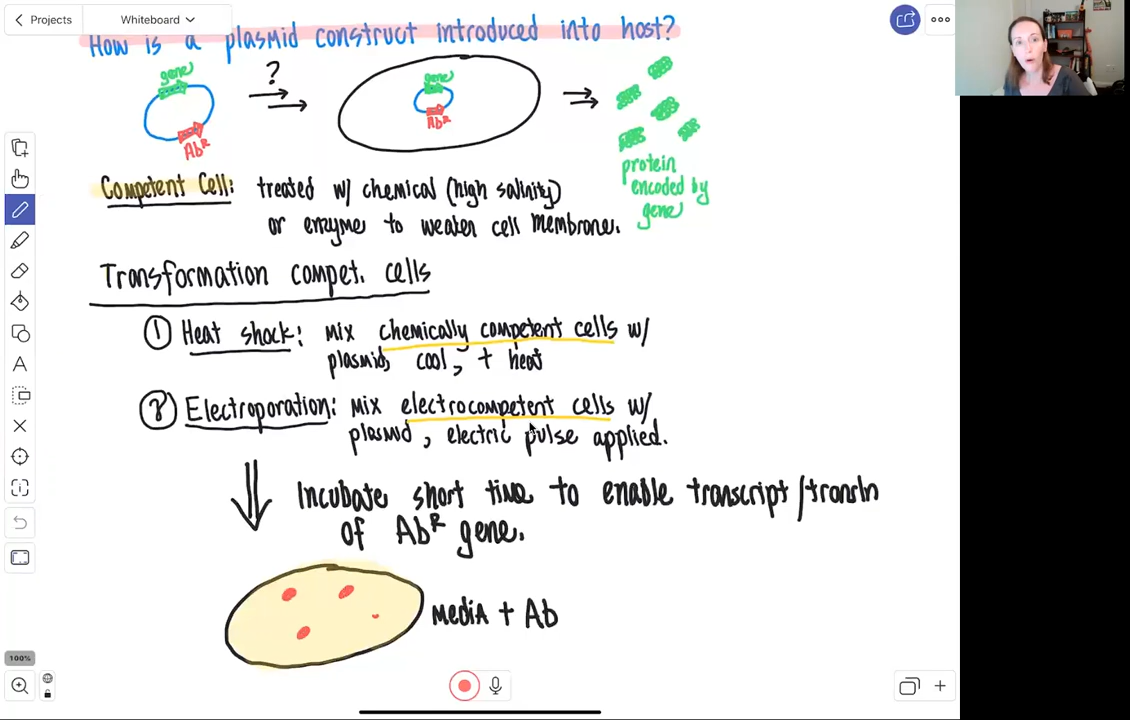 Projects
Whiteboard
How is a plasmid construct introduced into host?
gene
?
gene
AbR
AbR
protein
encoded by
gene
Competent Cell: treated w/ chemical (high salinity)
or enzyme to weaken cell membrane.
Transformation compet. cells
① Heat shock: mix chemically competent cells w/
plasmid, cool, + heat
② Electroporation: mix electrocompetent cells w/
plasmid, electric pulse applied.
Incubate short time to enable transcript/transln
of AbR gene.
Media + Ab
100%